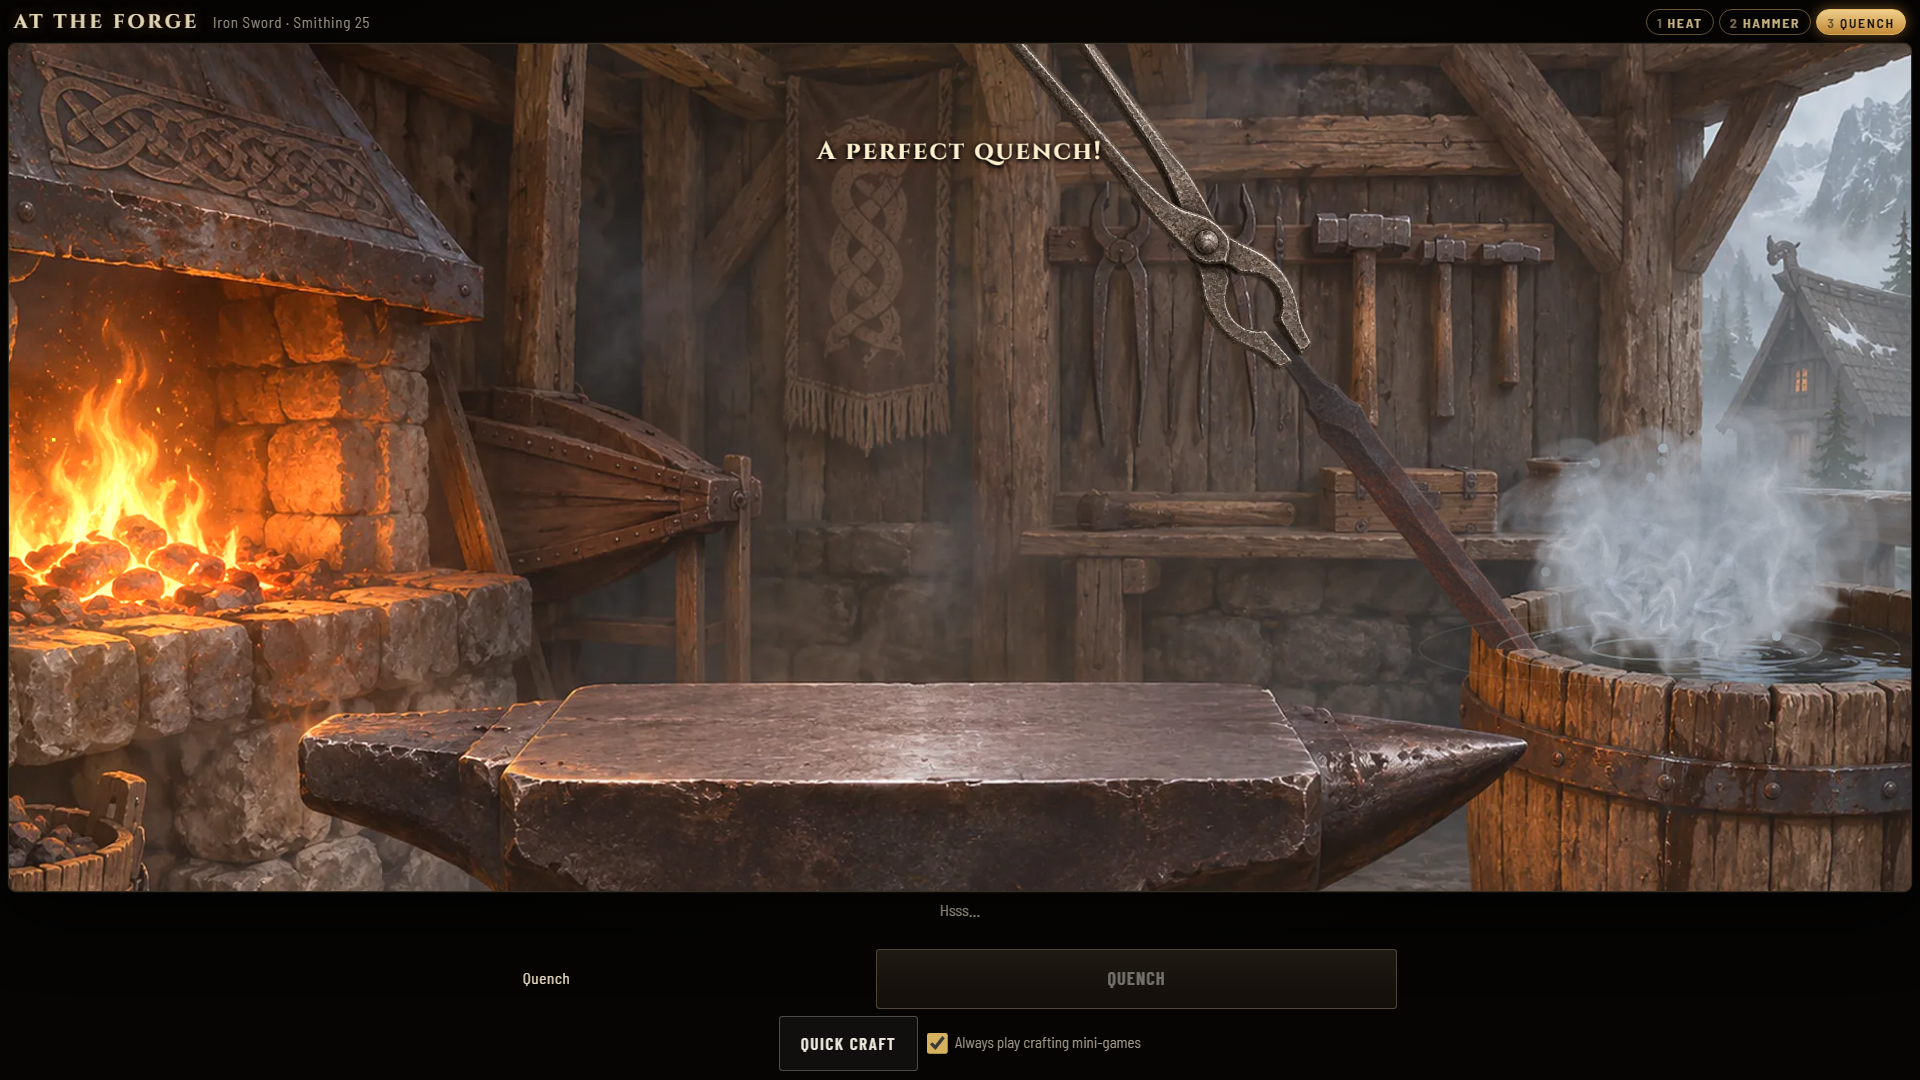 AT THE FORGE Iron Sword · Smithing 25
1 HEAT 2 HAMMER 3 QUENCH
A PERFECT QUENCH!
Hsss...
Quench QUENCH
QUICK CRAFT Always play crafting mini-games